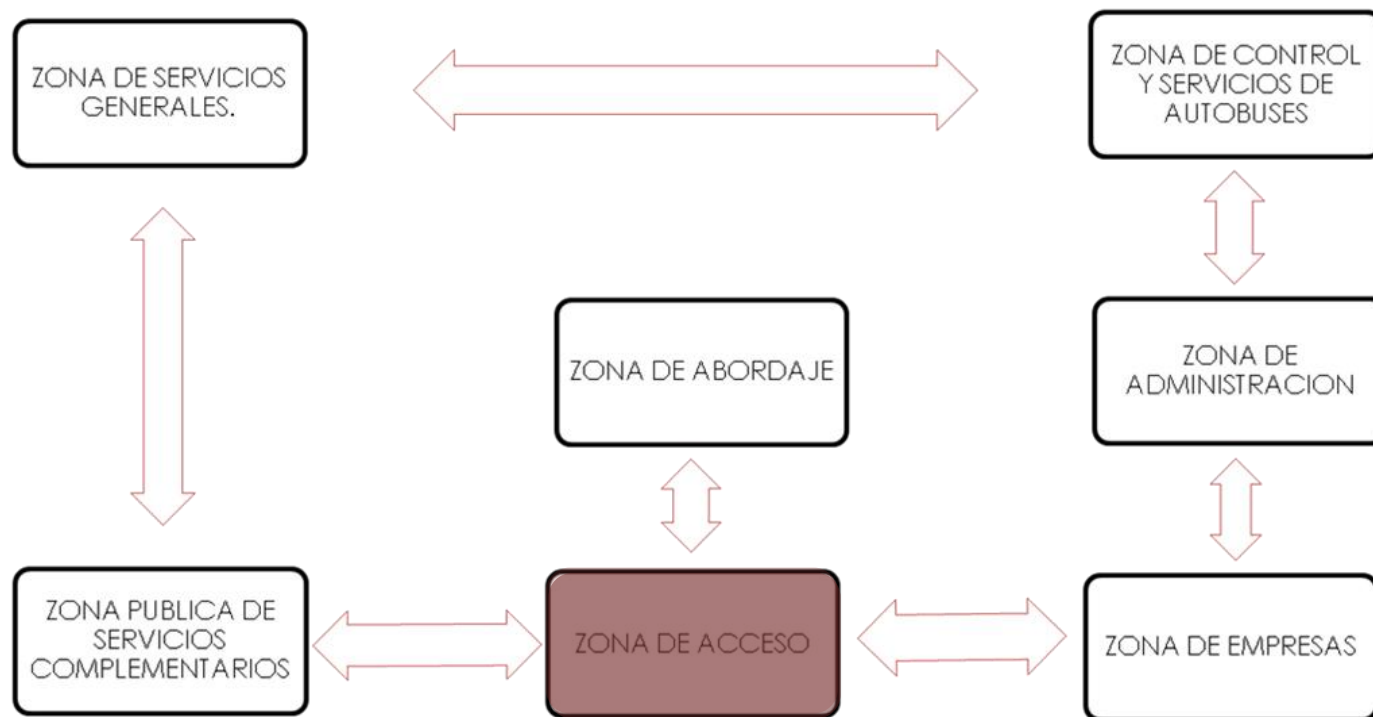 ZONA DE SERVICIOS
GENERALES.
ZONA DE CONTROL
Y SERVICIOS DE
AUTOBUSES
ZONA DE ABORDAJE
ZONA DE
ADMINISTRACION
ZONA PUBLICA DE
SERVICIOS
COMPLEMENTARIOS
ZONA DE ACCESO
ZONA DE EMPRESAS